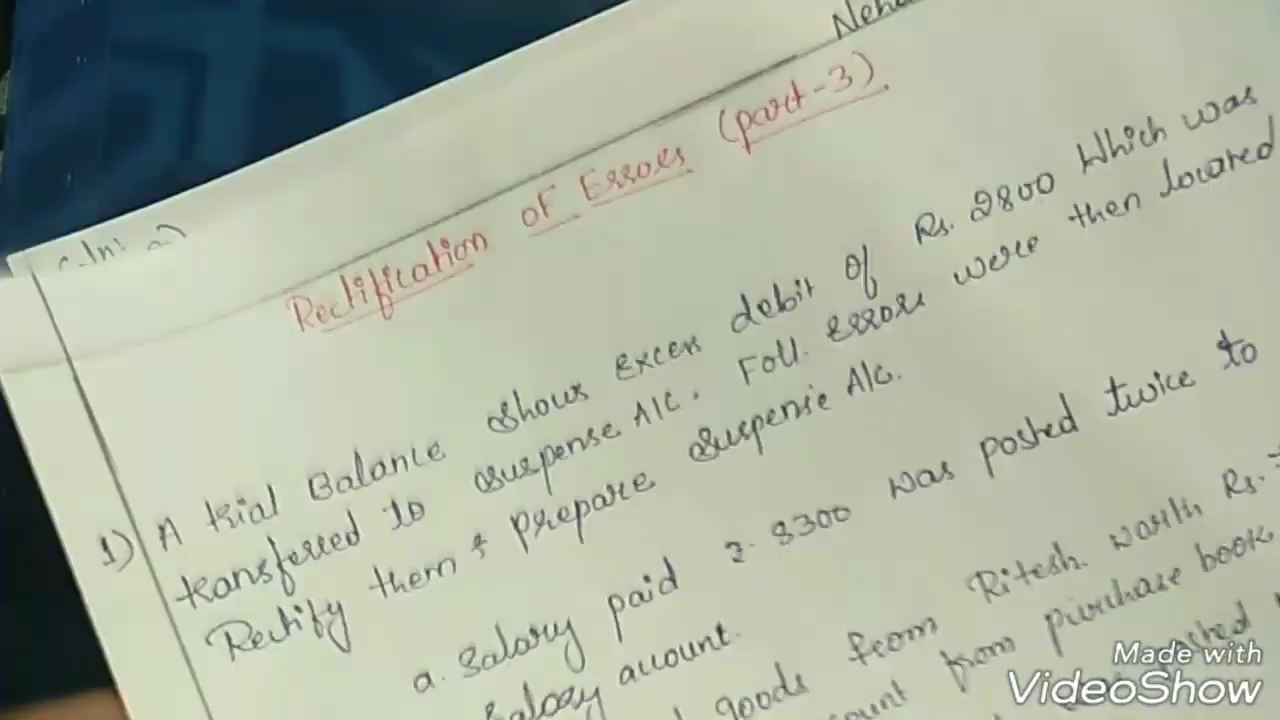 Rectification of Errors (part-3)
1) A trial Balance shows excess debit of Rs. 2800 which was
transferred to suspense A/c. Foll. errors were then located
Rectify them & prepare suspense A/c.
a. Salary paid ₹. 8300 was posted twice to
salary account.
goods from Ritesh. worth Rs.
from purchase book
posted
Made with
VideoShow